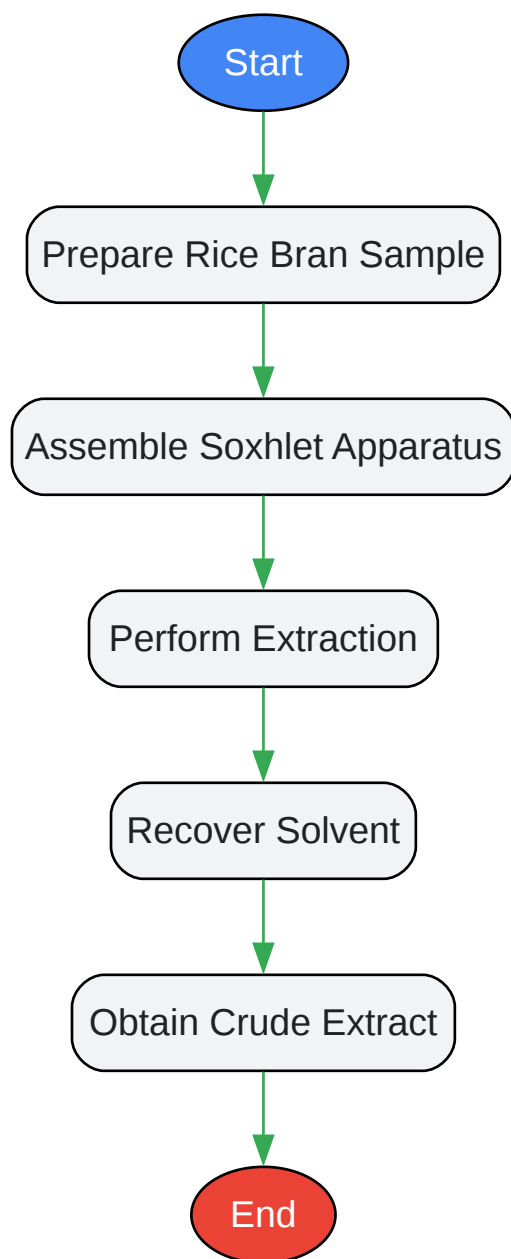 Start
Prepare Rice Bran Sample
Assemble Soxhlet Apparatus
Perform Extraction
Recover Solvent
Obtain Crude Extract
End